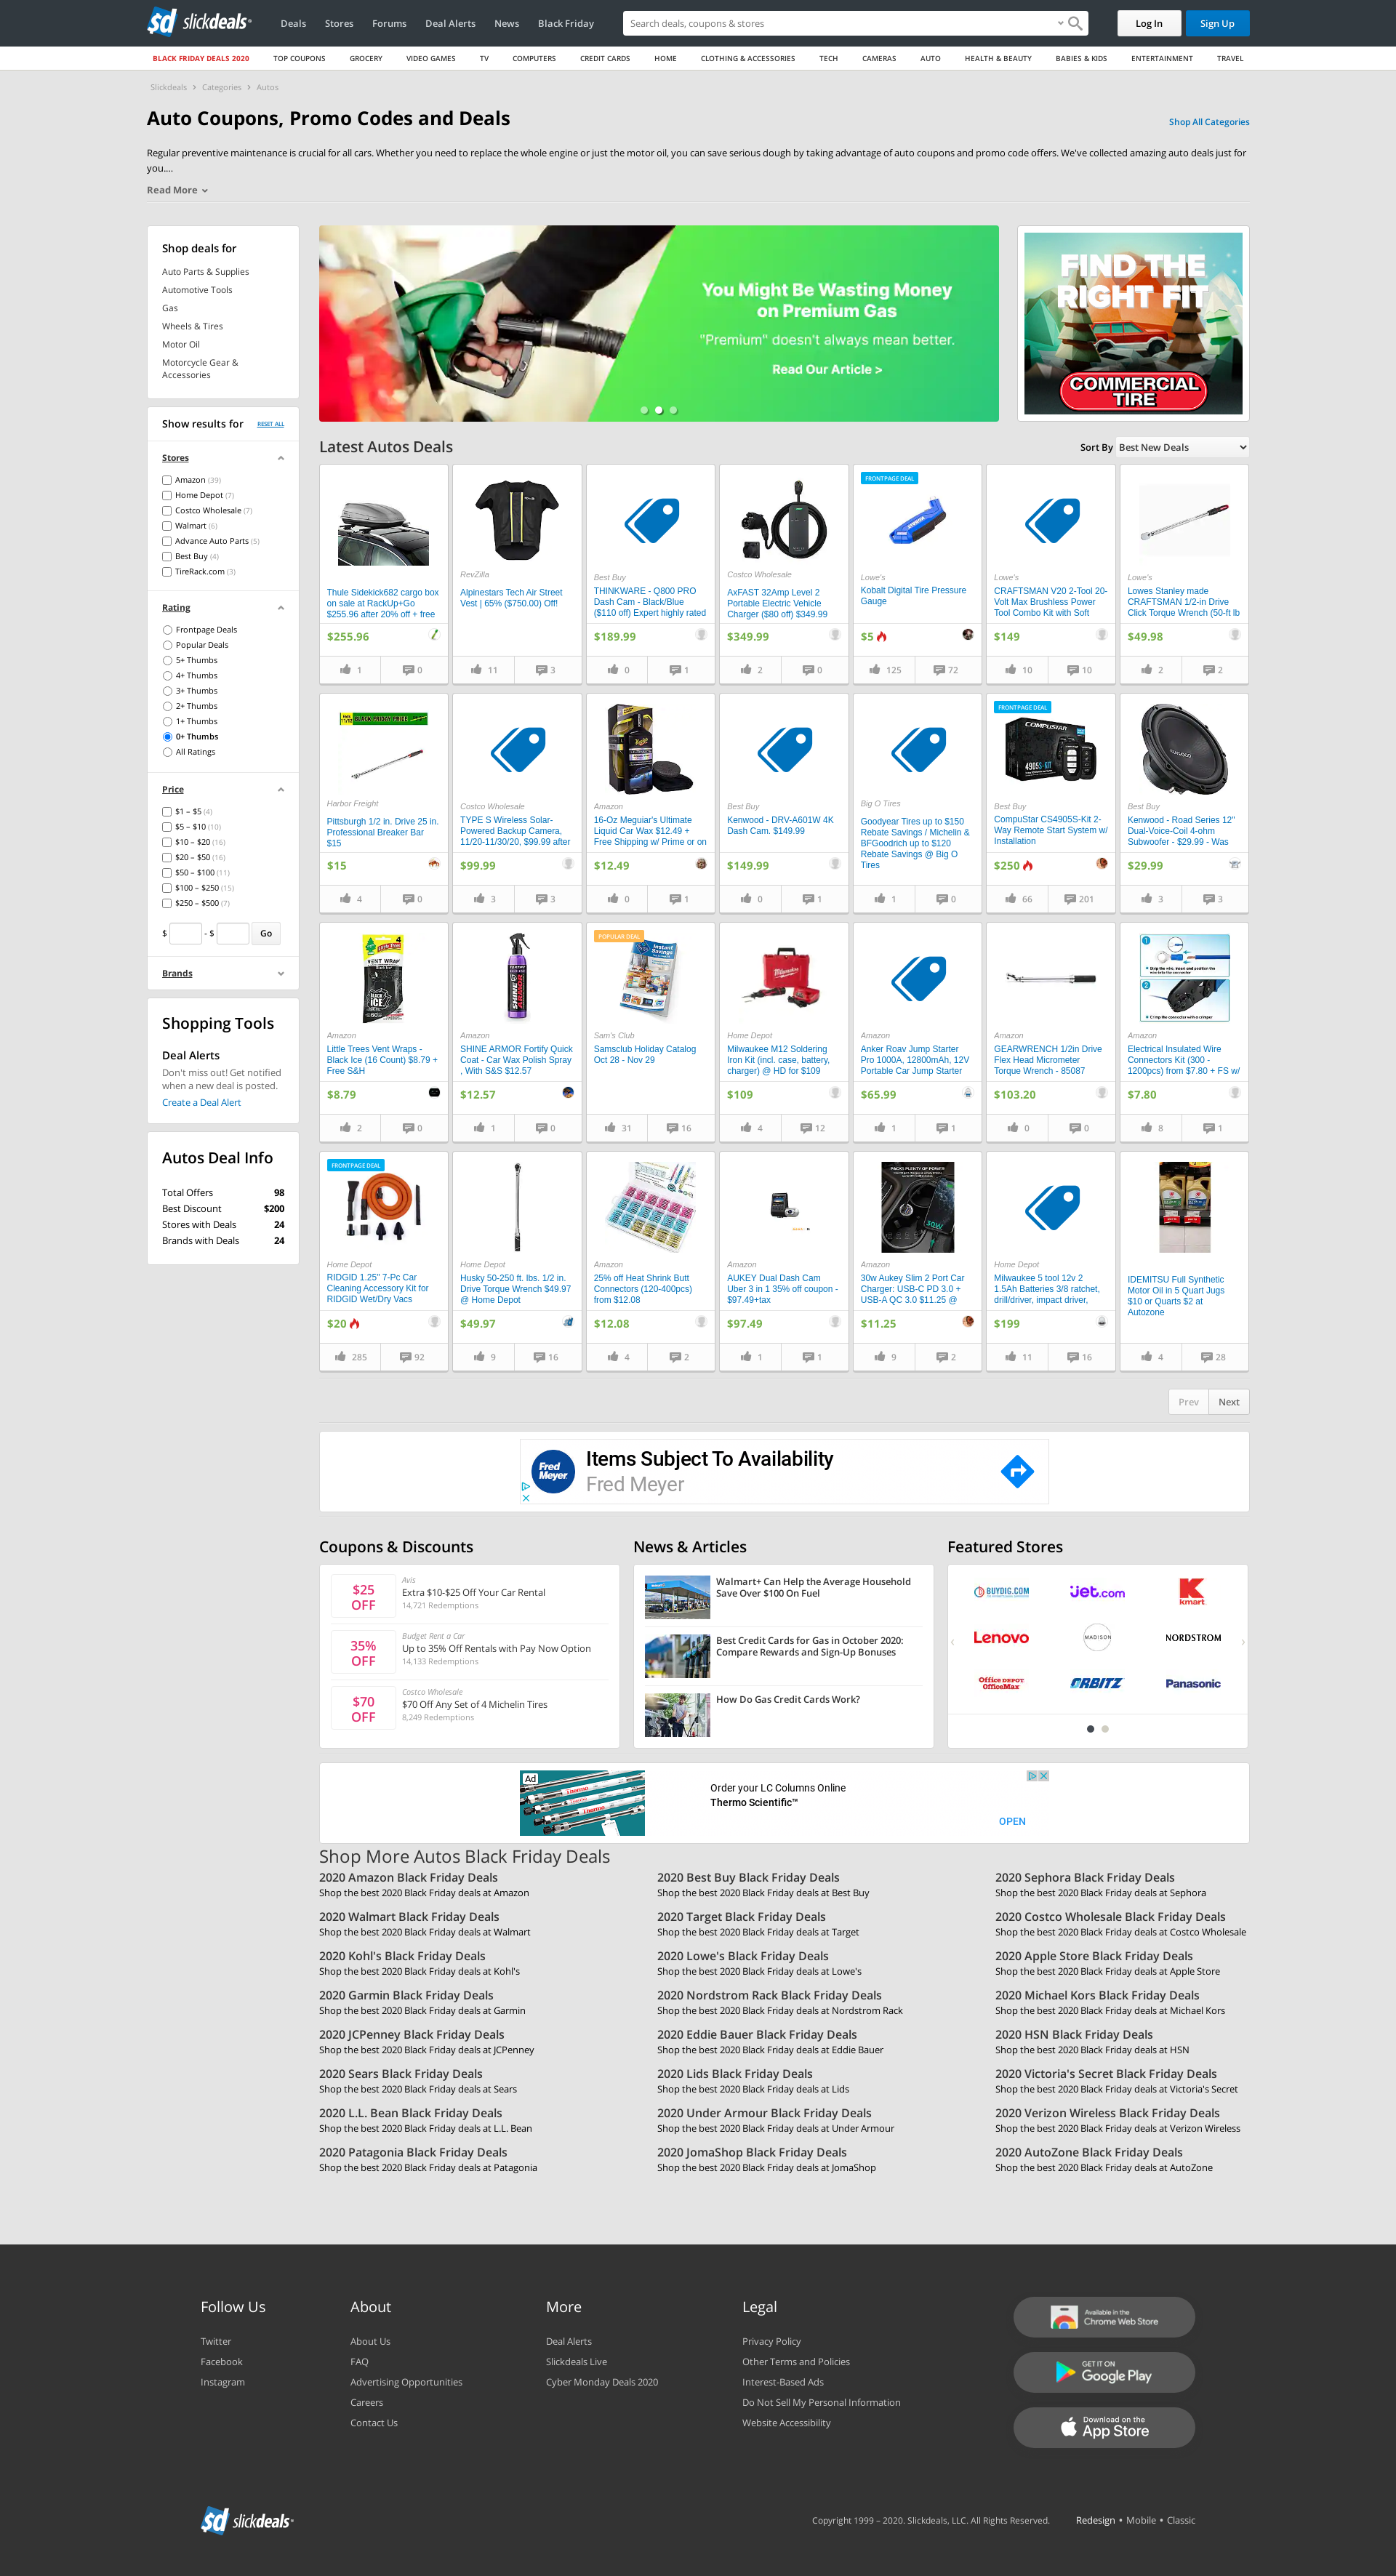 slickdeals
Deals
Stores
Forums
Deal Alerts
News
Black Friday
Search deals, coupons & stores
Log In
Sign Up
BLACK FRIDAY DEALS 2020
TOP COUPONS
GROCERY
VIDEO GAMES
TV
COMPUTERS
CREDIT CARDS
HOME
CLOTHING & ACCESSORIES
TECH
CAMERAS
AUTO
HEALTH & BEAUTY
BABIES & KIDS
ENTERTAINMENT
TRAVEL
Slickdeals > Categories > Autos
Auto Coupons, Promo Codes and Deals
Shop All Categories
Regular preventive maintenance is crucial for all cars. Whether you need to replace the whole engine or just the motor oil, you can save serious dough by taking advantage of auto coupons and promo code offers. We've collected amazing auto deals just for
you....
Read More
Shop deals for
Auto Parts & Supplies
Automotive Tools
Gas
Wheels & Tires
Motor Oil
Motorcycle Gear &
Accessories
Show results for
RESET ALL
Stores
Amazon (39)
Home Depot (7)
Costco Wholesale (7)
Walmart (6)
Advance Auto Parts (5)
Best Buy (4)
TireRack.com (3)
Rating
Frontpage Deals
Popular Deals
5+ Thumbs
4+ Thumbs
3+ Thumbs
2+ Thumbs
1+ Thumbs
0+ Thumbs
All Ratings
Price
$1 – $5 (4)
$5 – $10 (10)
$10 – $20 (16)
$20 – $50 (16)
$50 – $100 (11)
$100 – $250 (15)
$250 – $500 (7)
$ - $ Go
Brands
Shopping Tools
Deal Alerts
Don't miss out! Get notified
when a new deal is posted.
Create a Deal Alert
Autos Deal Info
Total Offers 98
Best Discount $200
Stores with Deals 24
Brands with Deals 24
You Might Be Wasting Money
on Premium Gas
"Premium" doesn't always mean better.
Read Our Article >
FIND THE
RIGHT FIT
COMMERCIAL
TIRE
Latest Autos Deals
Sort By Best New Deals
Thule Sidekick682 cargo box
on sale at RackUp+Go
$255.96 after 20% off + free
$255.96
1
0
RevZilla
Alpinestars Tech Air Street
Vest | 65% ($750.00) Off!
11
3
Best Buy
THINKWARE - Q800 PRO
Dash Cam - Black/Blue
($110 off) Expert highly rated
$189.99
0
1
Costco Wholesale
AxFAST 32Amp Level 2
Portable Electric Vehicle
Charger ($80 off) $349.99
$349.99
2
0
FRONTPAGE DEAL
Lowe's
Kobalt Digital Tire Pressure
Gauge
$5
125
72
Lowe's
CRAFTSMAN V20 2-Tool 20-
Volt Max Brushless Power
Tool Combo Kit with Soft
$149
10
10
Lowe's
Lowes Stanley made
CRAFTSMAN 1/2-in Drive
Click Torque Wrench (50-ft lb
$49.98
2
2
Harbor Freight
Pittsburgh 1/2 in. Drive 25 in.
Professional Breaker Bar
$15
$15
4
0
Costco Wholesale
TYPE S Wireless Solar-
Powered Backup Camera,
11/20-11/30/20, $99.99 after
$99.99
3
3
Amazon
16-Oz Meguiar's Ultimate
Liquid Car Wax $12.49 +
Free Shipping w/ Prime or on
$12.49
0
1
Best Buy
Kenwood - DRV-A601W 4K
Dash Cam. $149.99
$149.99
0
1
Big O Tires
Goodyear Tires up to $150
Rebate Savings / Michelin &
BFGoodrich up to $120
Rebate Savings @ Big O
Tires
1
0
FRONTPAGE DEAL
COMPUSTAR
4905S-KIT
Best Buy
CompuStar CS4905S-Kit 2-
Way Remote Start System w/
Installation
$250
66
201
Best Buy
Kenwood - Road Series 12"
Dual-Voice-Coil 4-ohm
Subwoofer - $29.99 - Was
$29.99
3
3
VENT WRAP
BLACK ICE
Amazon
Little Trees Vent Wraps -
Black Ice (16 Count) $8.79 +
Free S&H
$8.79
2
0
SHINE ARMOR
Amazon
SHINE ARMOR Fortify Quick
Coat - Car Wax Polish Spray
, With S&S $12.57
$12.57
1
0
POPULAR DEAL
Instant Savings
Sam's Club
Samsclub Holiday Catalog
Oct 28 - Nov 29
31
16
Milwaukee
Home Depot
Milwaukee M12 Soldering
Iron Kit (incl. case, battery,
charger) @ HD for $109
$109
4
12
Amazon
Anker Roav Jump Starter
Pro 1000A, 12800mAh, 12V
Portable Car Jump Starter
$65.99
1
1
Amazon
GEARWRENCH 1/2in Drive
Flex Head Micrometer
Torque Wrench - 85087
$103.20
0
0
Amazon
Electrical Insulated Wire
Connectors Kit (300 -
1200pcs) from $7.80 + FS w/
$7.80
8
1
FRONTPAGE DEAL
Home Depot
RIDGID 1.25" 7-Pc Car
Cleaning Accessory Kit for
RIDGID Wet/Dry Vacs
$20
285
92
Home Depot
Husky 50-250 ft. lbs. 1/2 in.
Drive Torque Wrench $49.97
@ Home Depot
$49.97
9
16
Amazon
25% off Heat Shrink Butt
Connectors (120-400pcs)
from $12.08
$12.08
4
2
Amazon
AUKEY Dual Dash Cam
Uber 3 in 1 35% off coupon -
$97.49+tax
$97.49
1
1
30W
Amazon
30w Aukey Slim 2 Port Car
Charger: USB-C PD 3.0 +
USB-A QC 3.0 $11.25 @
$11.25
9
2
Home Depot
Milwaukee 5 tool 12v 2
1.5Ah Batteries 3/8 ratchet,
drill/driver, impact driver,
$199
11
16
IDEMITSU Full Synthetic
Motor Oil in 5 Quart Jugs
$10 or Quarts $2 at
Autozone
4
28
Prev
Next
Fred Meyer
Items Subject To Availability
Fred Meyer
Coupons & Discounts
$25
OFF
Avis
Extra $10-$25 Off Your Car Rental
14,721 Redemptions
35%
OFF
Budget Rent a Car
Up to 35% Off Rentals with Pay Now Option
14,133 Redemptions
$70
OFF
Costco Wholesale
$70 Off Any Set of 4 Michelin Tires
8,249 Redemptions
News & Articles
Walmart+ Can Help the Average Household
Save Over $100 On Fuel
Best Credit Cards for Gas in October 2020:
Compare Rewards and Sign-Up Bonuses
How Do Gas Credit Cards Work?
Featured Stores
BUYDIG.COM
jet.com
kmart
Lenovo
MADISON
NORDSTROM
Office DEPOT
OfficeMax
ORBITZ
Panasonic
Ad
Order your LC Columns Online
Thermo Scientific™
OPEN
Shop More Autos Black Friday Deals
2020 Amazon Black Friday Deals
Shop the best 2020 Black Friday deals at Amazon
2020 Best Buy Black Friday Deals
Shop the best 2020 Black Friday deals at Best Buy
2020 Sephora Black Friday Deals
Shop the best 2020 Black Friday deals at Sephora
2020 Walmart Black Friday Deals
Shop the best 2020 Black Friday deals at Walmart
2020 Target Black Friday Deals
Shop the best 2020 Black Friday deals at Target
2020 Costco Wholesale Black Friday Deals
Shop the best 2020 Black Friday deals at Costco Wholesale
2020 Kohl's Black Friday Deals
Shop the best 2020 Black Friday deals at Kohl's
2020 Lowe's Black Friday Deals
Shop the best 2020 Black Friday deals at Lowe's
2020 Apple Store Black Friday Deals
Shop the best 2020 Black Friday deals at Apple Store
2020 Garmin Black Friday Deals
Shop the best 2020 Black Friday deals at Garmin
2020 Nordstrom Rack Black Friday Deals
Shop the best 2020 Black Friday deals at Nordstrom Rack
2020 Michael Kors Black Friday Deals
Shop the best 2020 Black Friday deals at Michael Kors
2020 JCPenney Black Friday Deals
Shop the best 2020 Black Friday deals at JCPenney
2020 Eddie Bauer Black Friday Deals
Shop the best 2020 Black Friday deals at Eddie Bauer
2020 HSN Black Friday Deals
Shop the best 2020 Black Friday deals at HSN
2020 Sears Black Friday Deals
Shop the best 2020 Black Friday deals at Sears
2020 Lids Black Friday Deals
Shop the best 2020 Black Friday deals at Lids
2020 Victoria's Secret Black Friday Deals
Shop the best 2020 Black Friday deals at Victoria's Secret
2020 L.L. Bean Black Friday Deals
Shop the best 2020 Black Friday deals at L.L. Bean
2020 Under Armour Black Friday Deals
Shop the best 2020 Black Friday deals at Under Armour
2020 Verizon Wireless Black Friday Deals
Shop the best 2020 Black Friday deals at Verizon Wireless
2020 Patagonia Black Friday Deals
Shop the best 2020 Black Friday deals at Patagonia
2020 JomaShop Black Friday Deals
Shop the best 2020 Black Friday deals at JomaShop
2020 AutoZone Black Friday Deals
Shop the best 2020 Black Friday deals at AutoZone
Follow Us
Twitter
Facebook
Instagram
About
About Us
FAQ
Advertising Opportunities
Careers
Contact Us
More
Deal Alerts
Slickdeals Live
Cyber Monday Deals 2020
Legal
Privacy Policy
Other Terms and Policies
Interest-Based Ads
Do Not Sell My Personal Information
Website Accessibility
Available in the
Chrome Web Store
GET IT ON
Google Play
Download on the
App Store
slickdeals
Copyright 1999 – 2020. Slickdeals, LLC. All Rights Reserved.
Redesign • Mobile • Classic